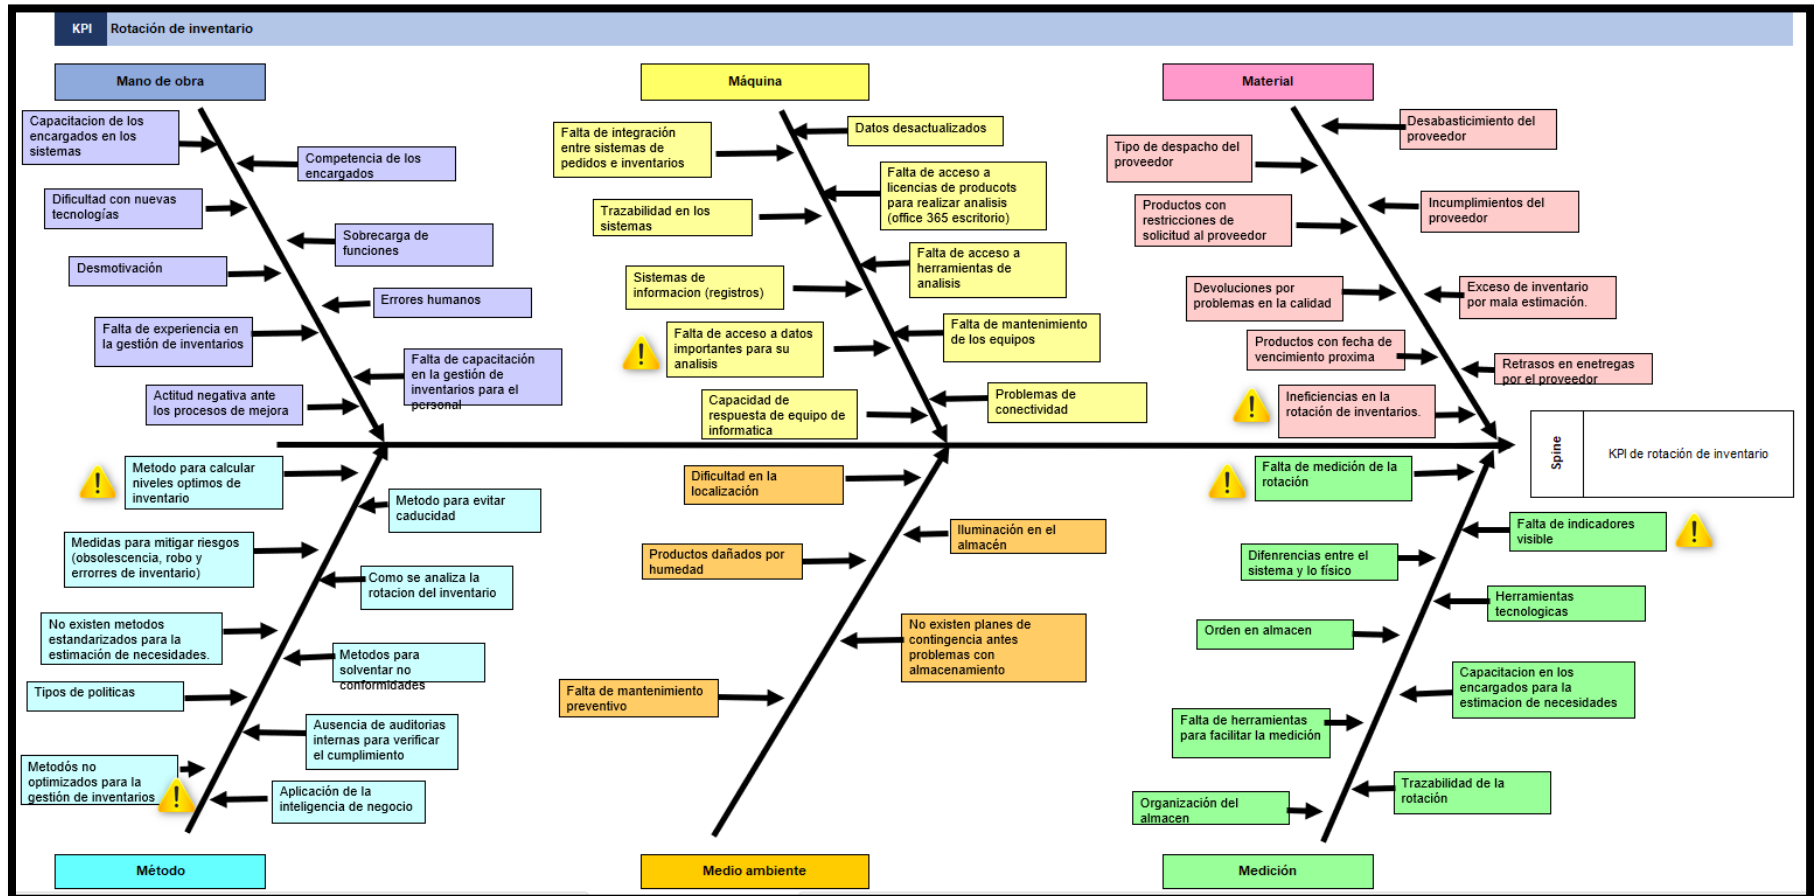 KPI
Rotación de inventario
Mano de obra
Capacitacion de los
encargados en los
sistemas
Competencia de los
encargados
Dificultad con nuevas
tecnologías
Sobrecarga de
funciones
Desmotivación
Errores humanos
Falta de experiencia en
la gestión de inventarios
Falta de capacitación
en la gestión de
inventarios para el
personal
Actitud negativa ante
los procesos de mejora
Máquina
Falta de integración
entre sistemas de
pedidos e inventarios
Datos desactualizados
Falta de acceso a
licencias de producots
para realizar analisis
(office 365 escritorio)
Trazabilidad en los
sistemas
Falta de acceso a
herramientas de
analisis
Sistemas de
informacion (registros)
Falta de mantenimiento
de los equipos
Falta de acceso a datos
importantes para su
analisis
Problemas de
conectividad
Capacidad de
respuesta de equipo de
informatica
Material
Desabasticimiento del
proveedor
Tipo de despacho del
proveedor
Incumplimientos del
proveedor
Productos con
restricciones de
solicitud al proveedor
Exceso de inventario
por mala estimación.
Devoluciones por
problemas en la calidad
Productos con fecha de
vencimiento proxima
Retrasos en enetregas
por el proveedor
Ineficiencias en la
rotación de inventarios.
Spine
KPI de rotación de inventario
Metodo para calcular
niveles optimos de
inventario
Metodo para evitar
caducidad
Medidas para mitigar riesgos
(obsolescencia, robo y
errorres de inventario)
Como se analiza la
rotacion del inventario
No existen metodos
estandarizados para la
estimación de necesidades.
Metodos para
solventar no
conformidades
Tipos de politicas
Ausencia de auditorias
internas para verificar
el cumplimiento
Metodós no
optimizados para la
gestión de inventarios
Aplicación de la
inteligencia de negocio
Método
Dificultad en la
localización
Iluminación en el
almacén
Productos dañados por
humedad
No existen planes de
contingencia antes
problemas con
almacenamiento
Falta de mantenimiento
preventivo
Medio ambiente
Falta de medición de la
rotación
Falta de indicadores
visible
Difenrencias entre el
sistema y lo físico
Herramientas
tecnologicas
Orden en almacen
Capacitacion en los
encargados para la
estimacion de necesidades
Falta de herramientas
para facilitar la medición
Trazabilidad de la
rotación
Organización del
almacen
Medición